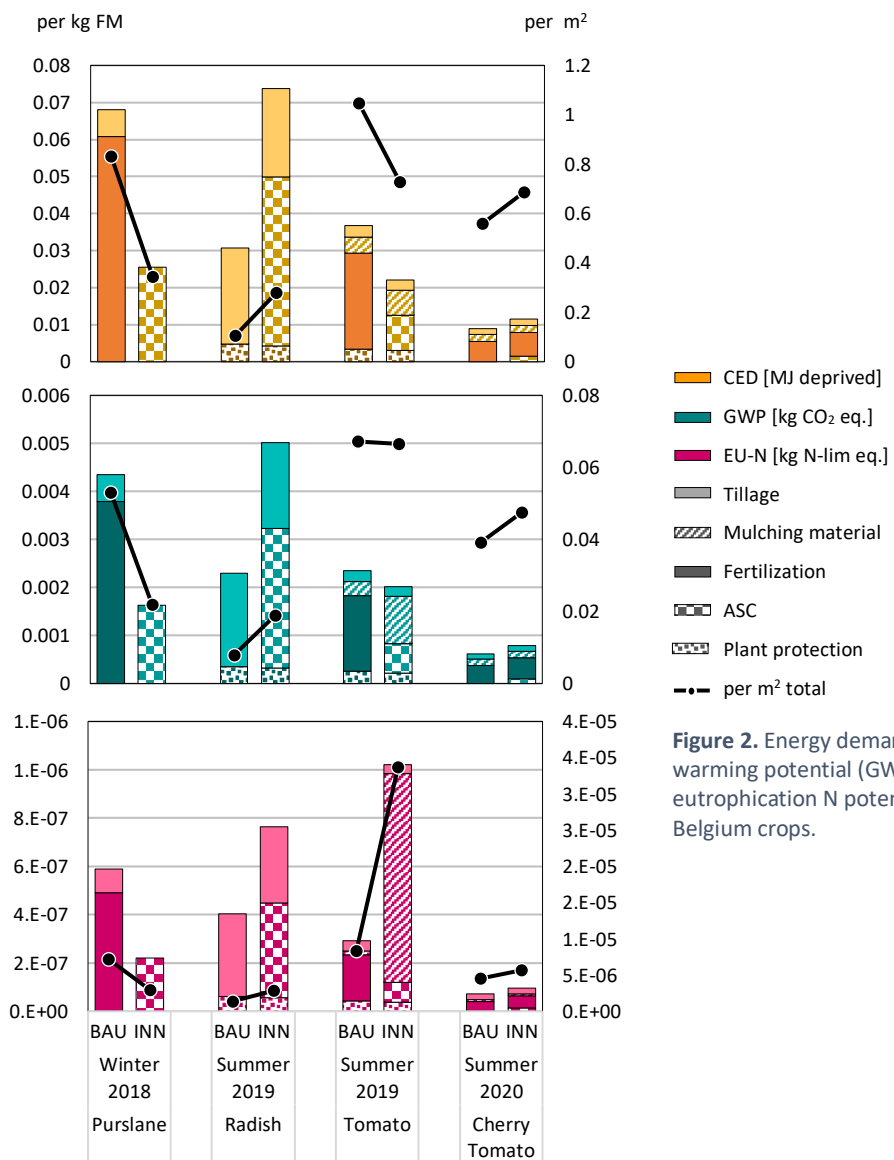 per kg FM
per m²
0.08
0.07
0.06
0.05
0.04
0.03
0.02
0.01
0
1.2
1
0.8
0.6
0.4
0.2
0
0.006
0.005
0.004
0.003
0.002
0.001
0
0.08
0.06
0.04
0.02
0
1.E-06
1.E-06
8.E-07
6.E-07
4.E-07
2.E-07
0.E+00
4.E-05
4.E-05
3.E-05
3.E-05
2.E-05
2.E-05
1.E-05
5.E-06
0.E+00
BAU INN BAU INN BAU INN BAU INN
Winter Summer Summer Summer
2018 2019 2019 2020
Purslane Radish Tomato Cherry
Tomato
CED [MJ deprived]
GWP [kg CO₂ eq.]
EU-N [kg N-lim eq.]
Tillage
Mulching material
Fertilization
ASC
Plant protection
per m² total
Figure 2. Energy
warming potential
eutrophication N
Belgium crops.